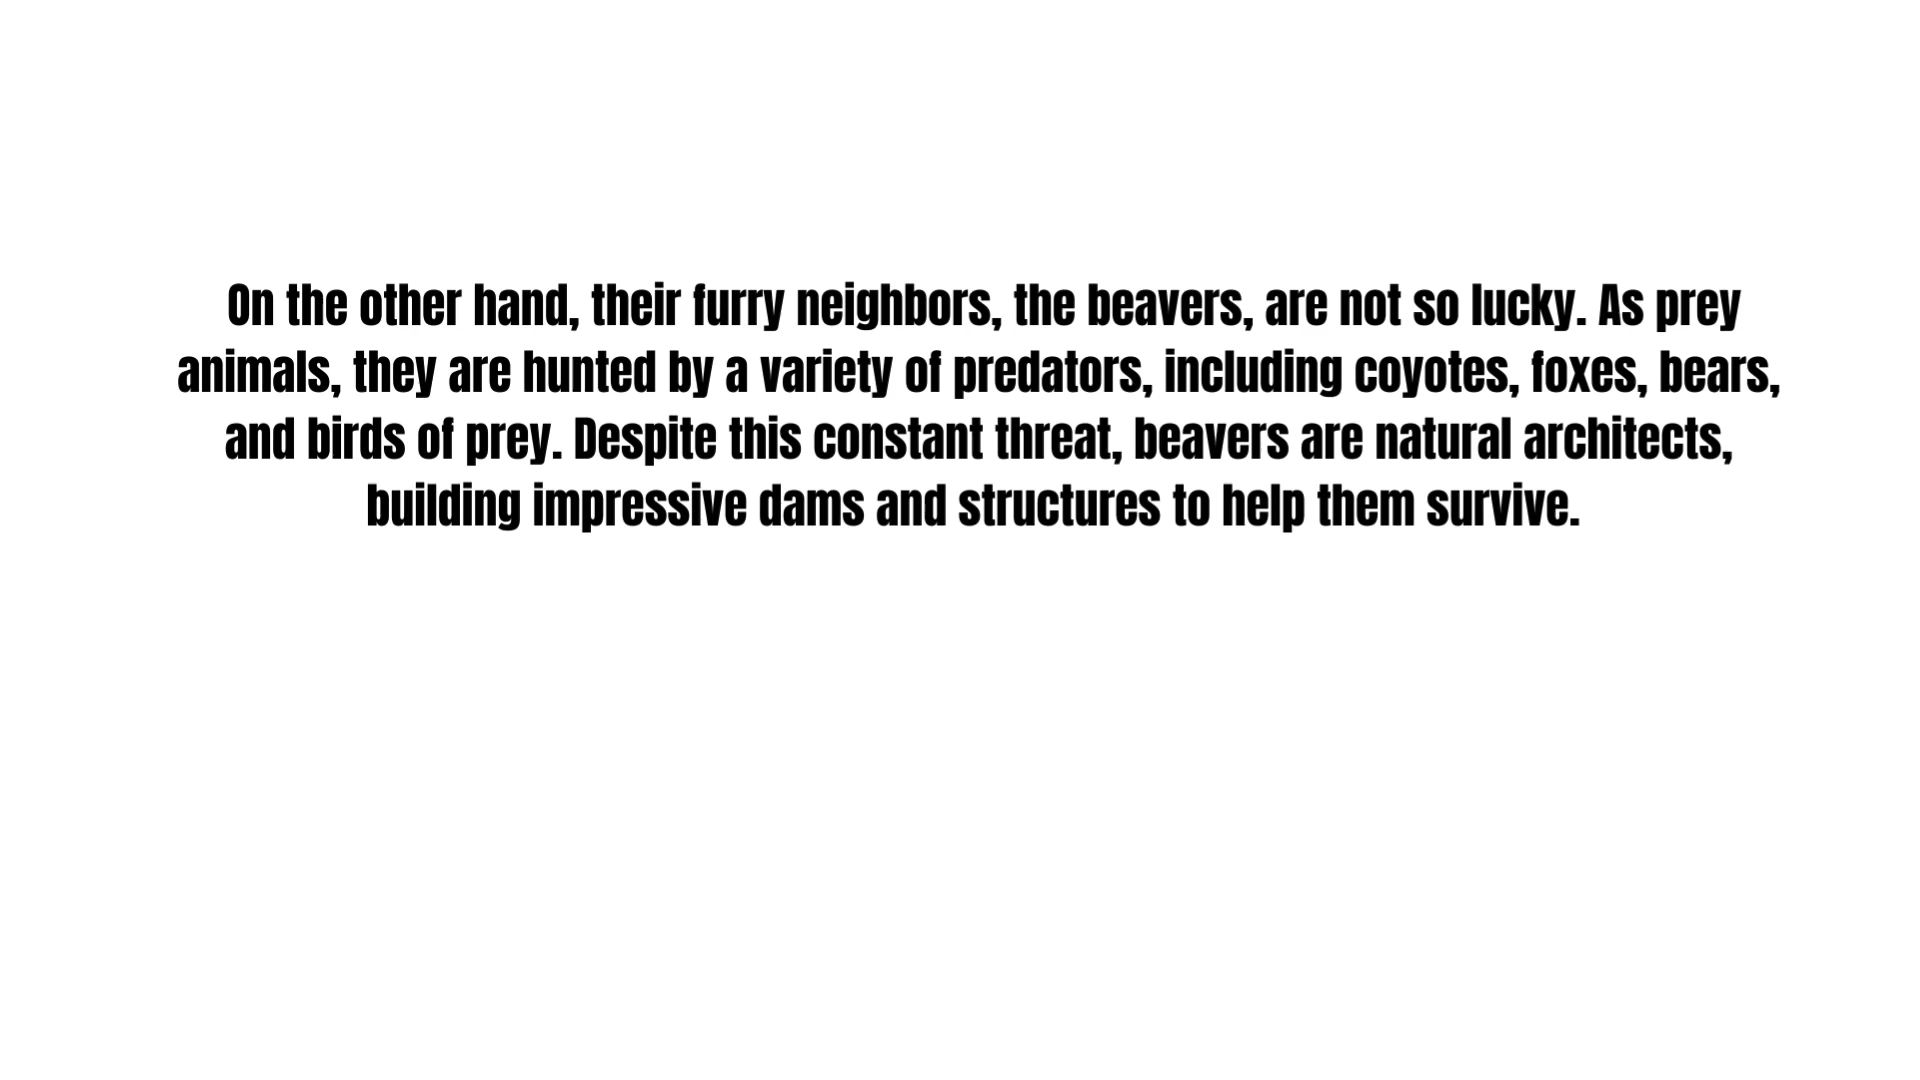 On the other hand, their furry neighbors, the beavers, are not so lucky. As prey
animals, they are hunted by a variety of predators, including coyotes, foxes, bears,
and birds of prey. Despite this constant threat, beavers are natural architects,
building impressive dams and structures to help them survive.